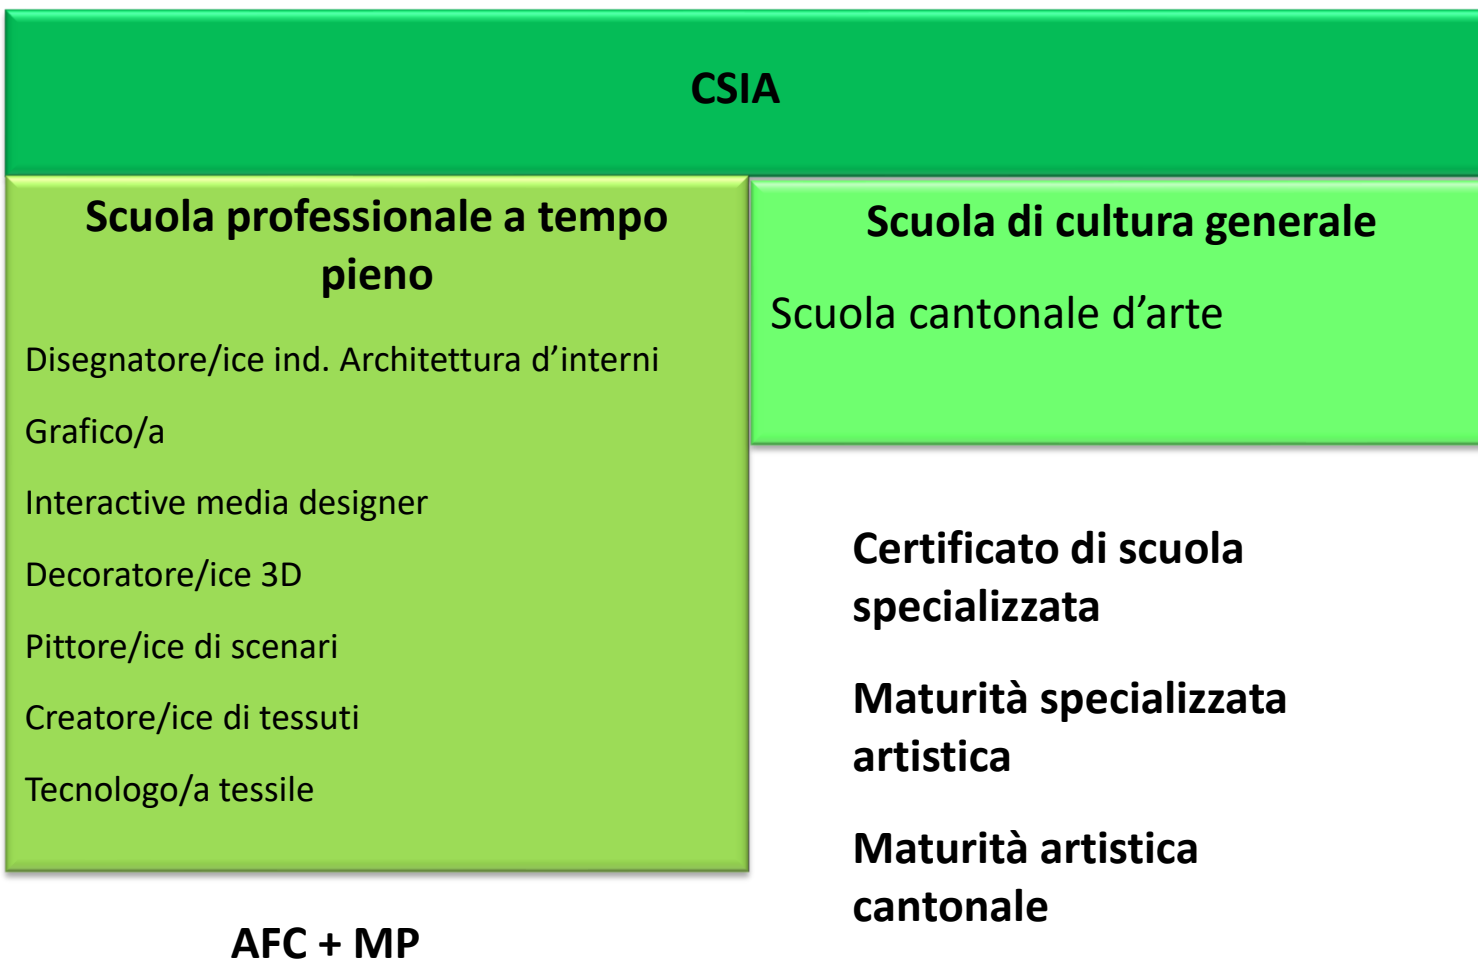 CSIA
Scuola professionale a tempo
pieno
Disegnatore/ice ind. Architettura d’interni
Grafico/a
Interactive media designer
Decoratore/ice 3D
Pittore/ice di scenari
Creatore/ice di tessuti
Tecnologo/a tessile
AFC + MP
Scuola di cultura generale
Scuola cantonale d’arte
Certificato di scuola
specializzata
Maturità specializzata
artistica
Maturità artistica
cantonale